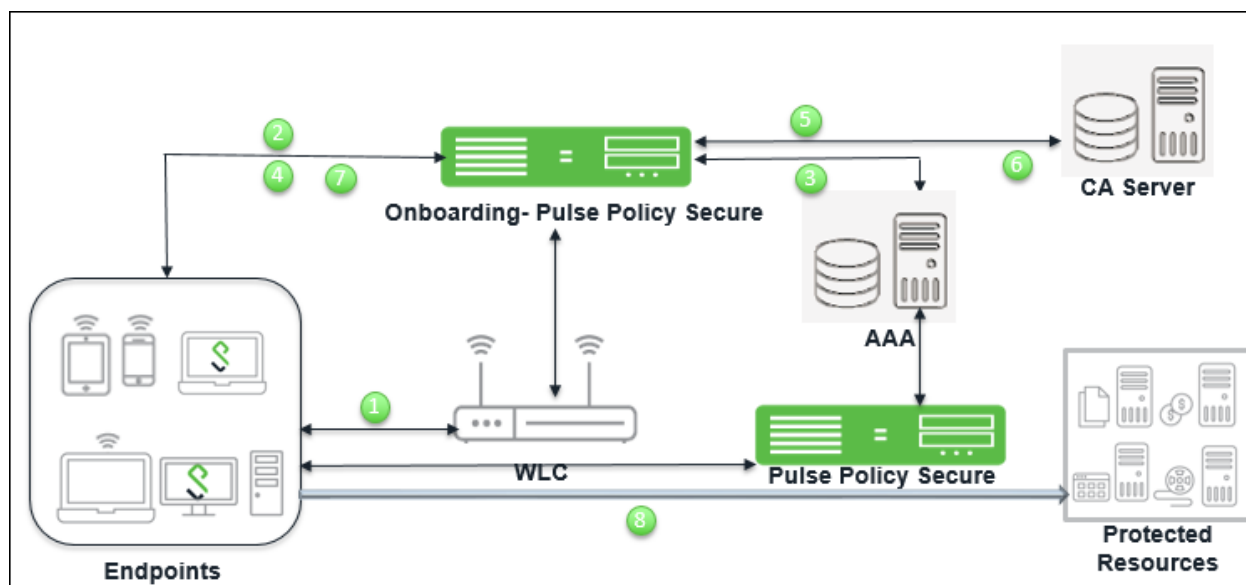 2
5
4
7
3
6
CA Server
Onboarding- Pulse Policy Secure
AAA
1
WLC
Pulse Policy Secure
8
Protected
Resources
Endpoints